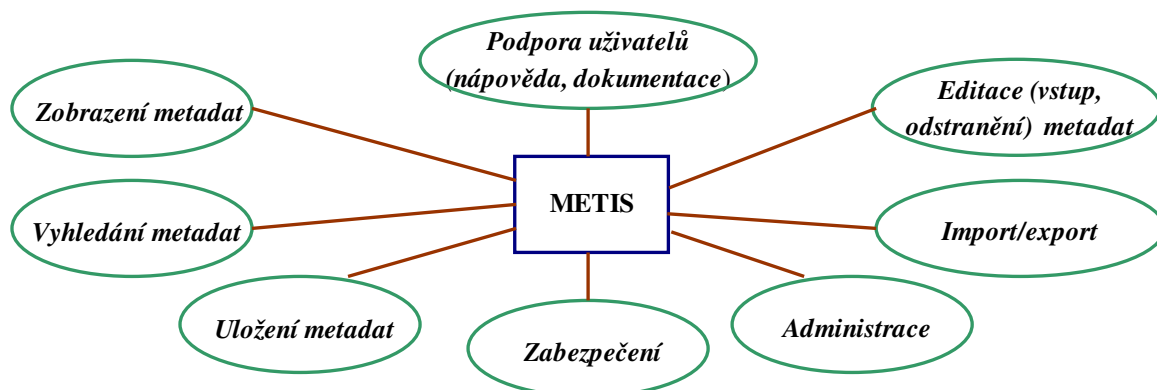 Podpora uživatelů
(nápověda, dokumentace)
Zobrazení metadat
Editace (vstup,
odstranění) metadat
METIS
Vyhledání metadat
Import/export
Uložení metadat
Zabezpečení
Administrace